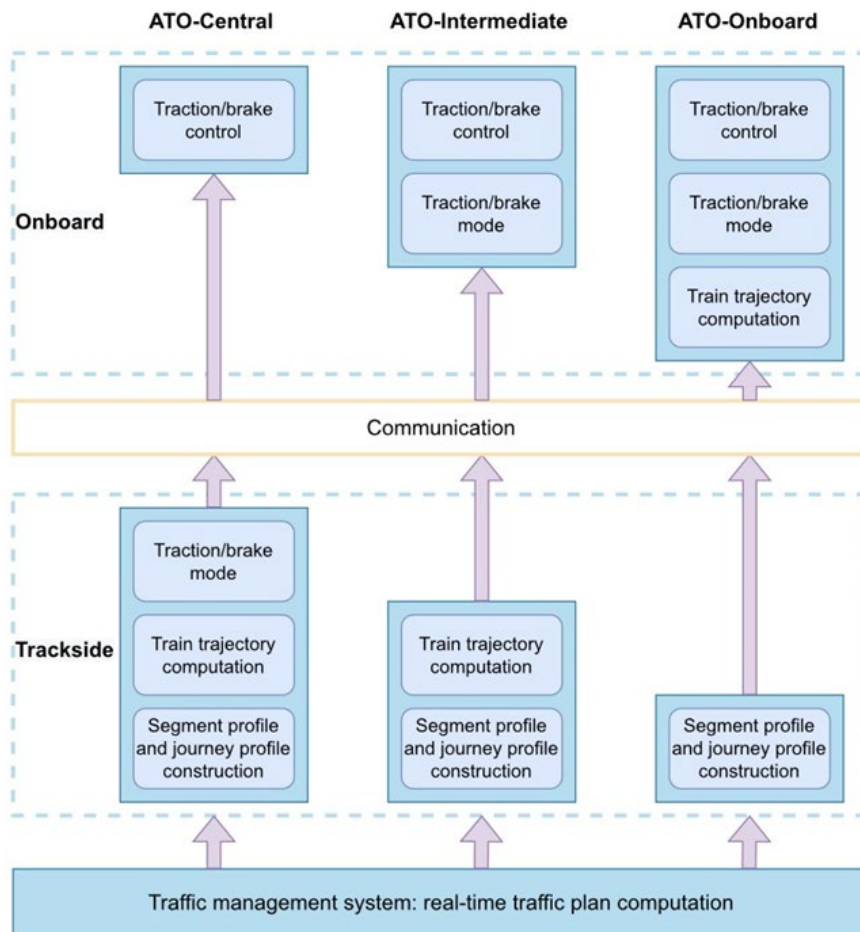 ATO-Central
ATO-Intermediate
ATO-Onboard
Onboard
Traction/brake
control
Traction/brake
control
Traction/brake
mode
Traction/brake
control
Traction/brake
mode
Train trajectory
computation
Communication
Trackside
Traction/brake
mode
Train trajectory
computation
Segment profile
and journey profile
construction
Train trajectory
computation
Segment profile
and journey profile
construction
Segment profile
and journey profile
construction
Traffic management system: real-time traffic plan computation